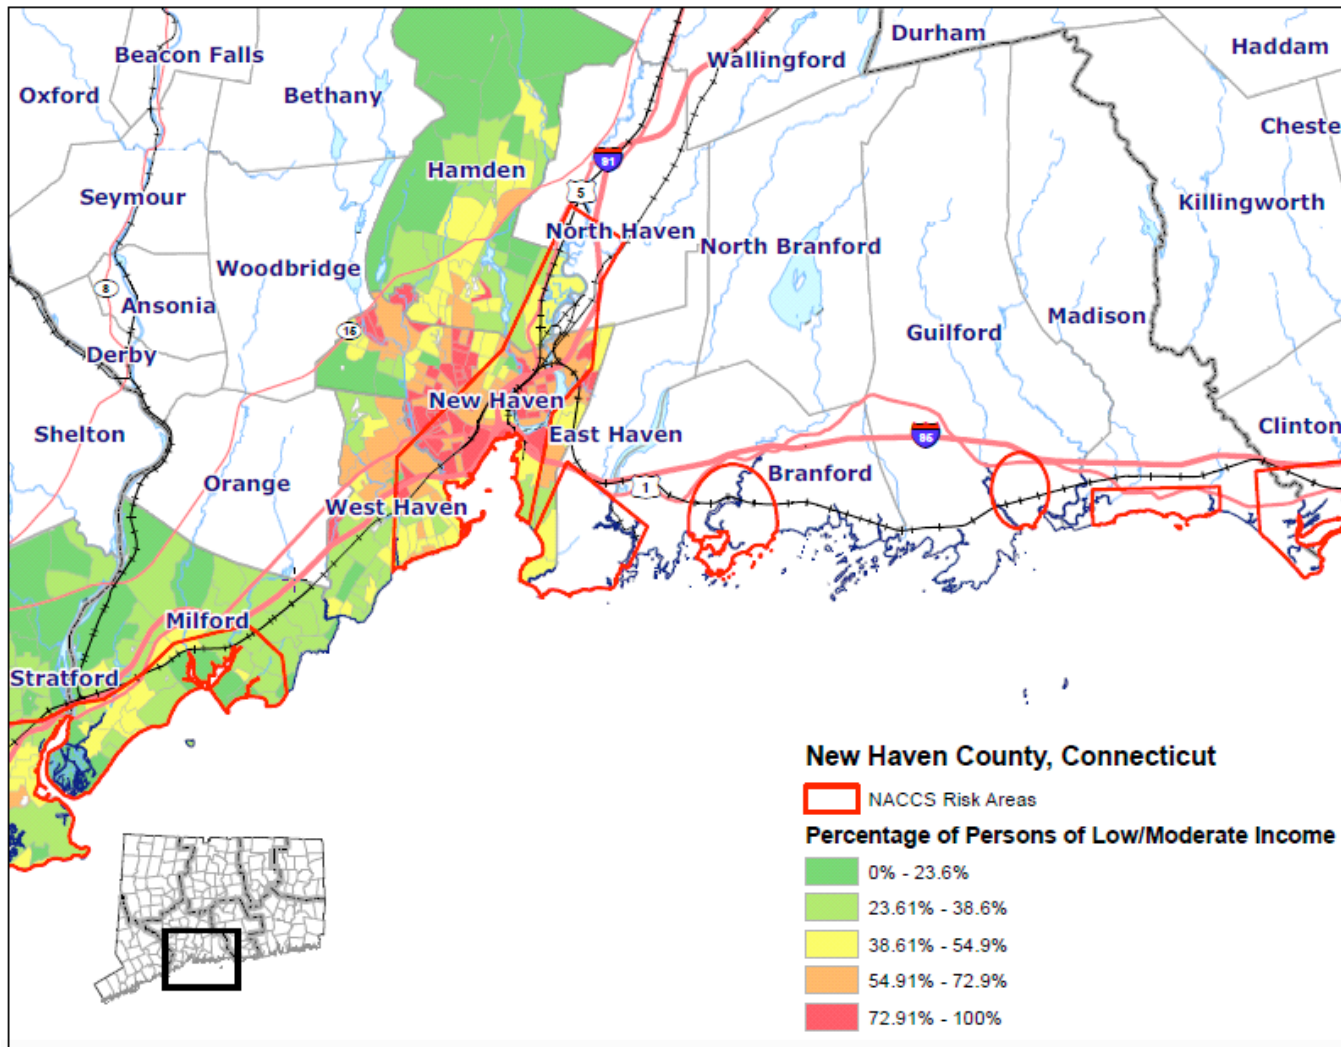 Durham
Haddam
Beacon Falls
Wallingford
Oxford
Bethany
Cheste
91
Hamden
5
Seymour
Killingworth
North Haven
North Branford
Woodbridge
8
Ansonia
Madison
15
Guilford
Derby
New Haven
Shelton
East Haven
Clinton
Branford
Orange
1
West Haven
Milford
Stratford
New Haven County, Connecticut
NACCS Risk Areas
Percentage of Persons of Low/Moderate Income
0% - 23.6%
23.61% - 38.6%
38.61% - 54.9%
54.91% - 72.9%
72.91% - 100%